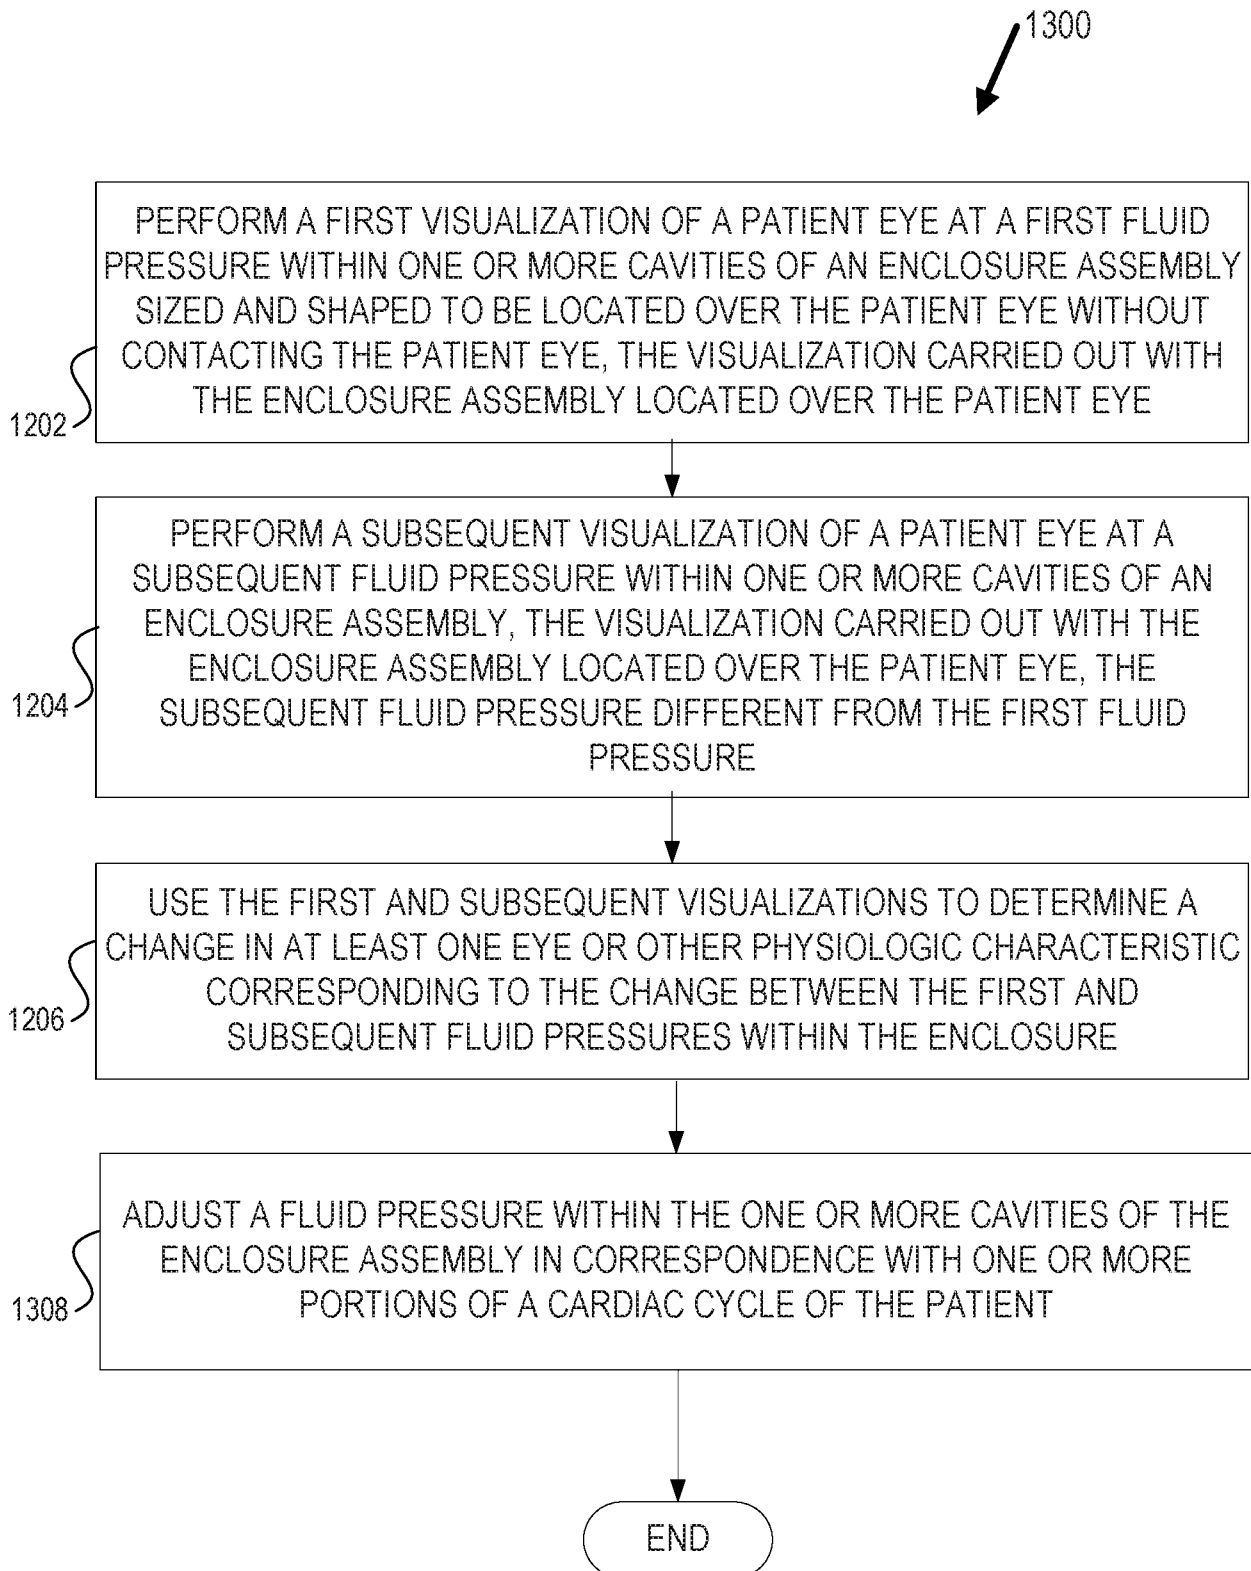 1300
PERFORM A FIRST VISUALIZATION OF A PATIENT EYE AT A FIRST FLUID
PRESSURE WITHIN ONE OR MORE CAVITIES OF AN ENCLOSURE ASSEMBLY
SIZED AND SHAPED TO BE LOCATED OVER THE PATIENT EYE WITHOUT
CONTACTING THE PATIENT EYE, THE VISUALIZATION CARRIED OUT WITH
THE ENCLOSURE ASSEMBLY LOCATED OVER THE PATIENT EYE
1202
PERFORM A SUBSEQUENT VISUALIZATION OF A PATIENT EYE AT A
SUBSEQUENT FLUID PRESSURE WITHIN ONE OR MORE CAVITIES OF AN
ENCLOSURE ASSEMBLY, THE VISUALIZATION CARRIED OUT WITH THE
ENCLOSURE ASSEMBLY LOCATED OVER THE PATIENT EYE, THE
SUBSEQUENT FLUID PRESSURE DIFFERENT FROM THE FIRST FLUID
PRESSURE
1204
USE THE FIRST AND SUBSEQUENT VISUALIZATIONS TO DETERMINE A
CHANGE IN AT LEAST ONE EYE OR OTHER PHYSIOLOGIC CHARACTERISTIC
CORRESPONDING TO THE CHANGE BETWEEN THE FIRST AND
SUBSEQUENT FLUID PRESSURES WITHIN THE ENCLOSURE
1206
ADJUST A FLUID PRESSURE WITHIN THE ONE OR MORE CAVITIES OF THE
ENCLOSURE ASSEMBLY IN CORRESPONDENCE WITH ONE OR MORE
PORTIONS OF A CARDIAC CYCLE OF THE PATIENT
1308
END